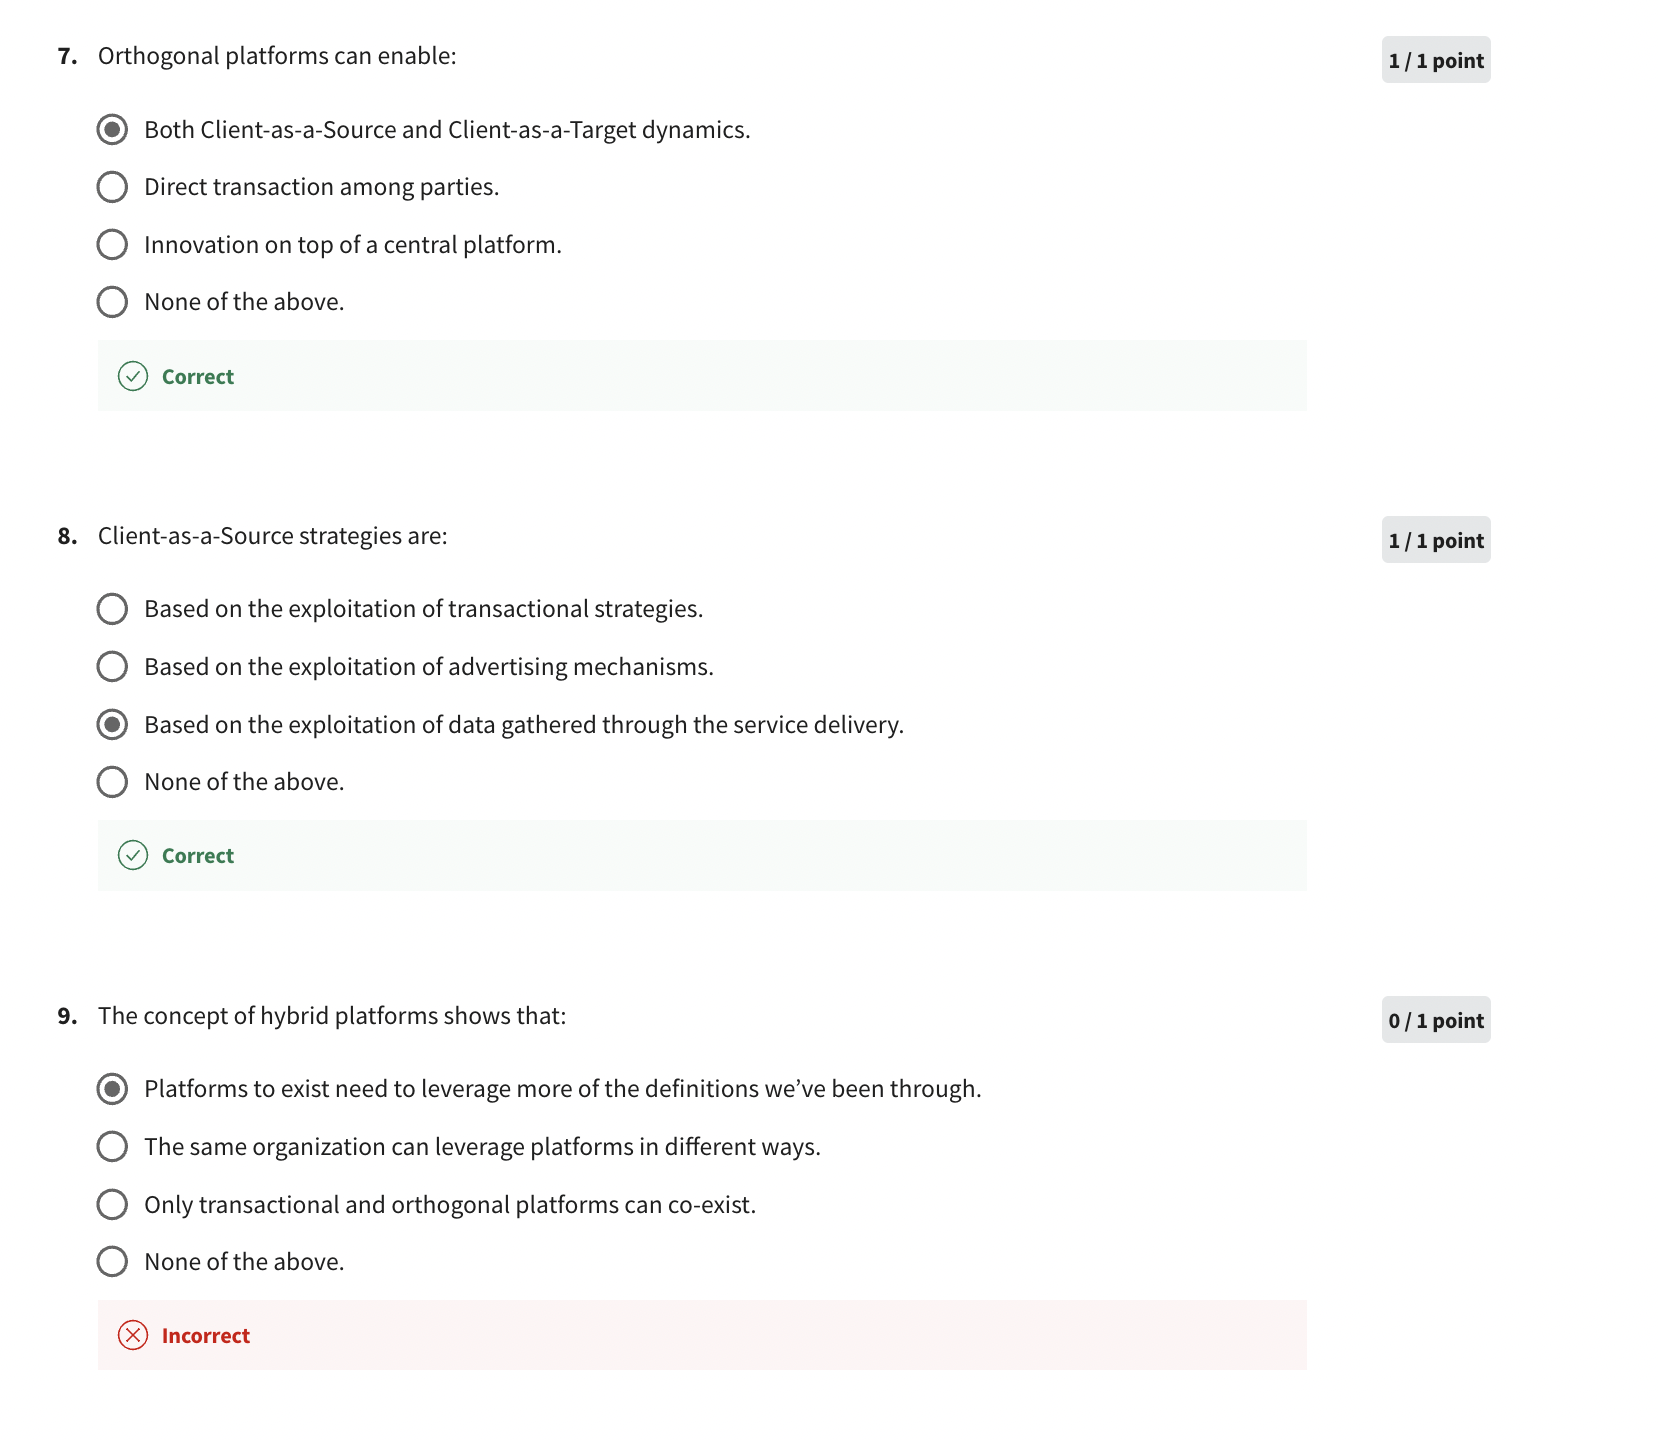 7. Orthogonal platforms can enable:
1 / 1 point
Both Client-as-a-Source and Client-as-a-Target dynamics.
Direct transaction among parties.
Innovation on top of a central platform.
None of the above.
Correct
8. Client-as-a-Source strategies are:
1 / 1 point
Based on the exploitation of transactional strategies.
Based on the exploitation of advertising mechanisms.
Based on the exploitation of data gathered through the service delivery.
None of the above.
Correct
9. The concept of hybrid platforms shows that:
0 / 1 point
Platforms to exist need to leverage more of the definitions we’ve been through.
The same organization can leverage platforms in different ways.
Only transactional and orthogonal platforms can co-exist.
None of the above.
Incorrect